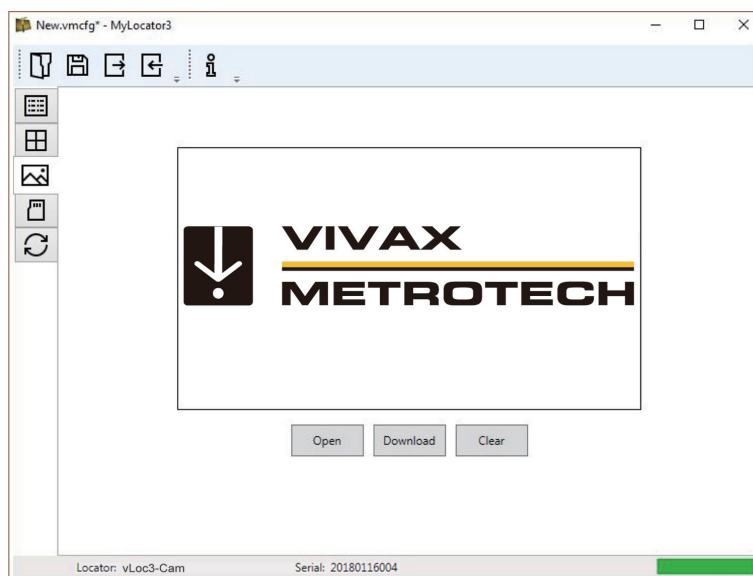 New.vmcfg* - MyLocator3
VIVAX
METROTECH
Open Download Clear
Locator: vLoc3-Cam Serial: 20180116004